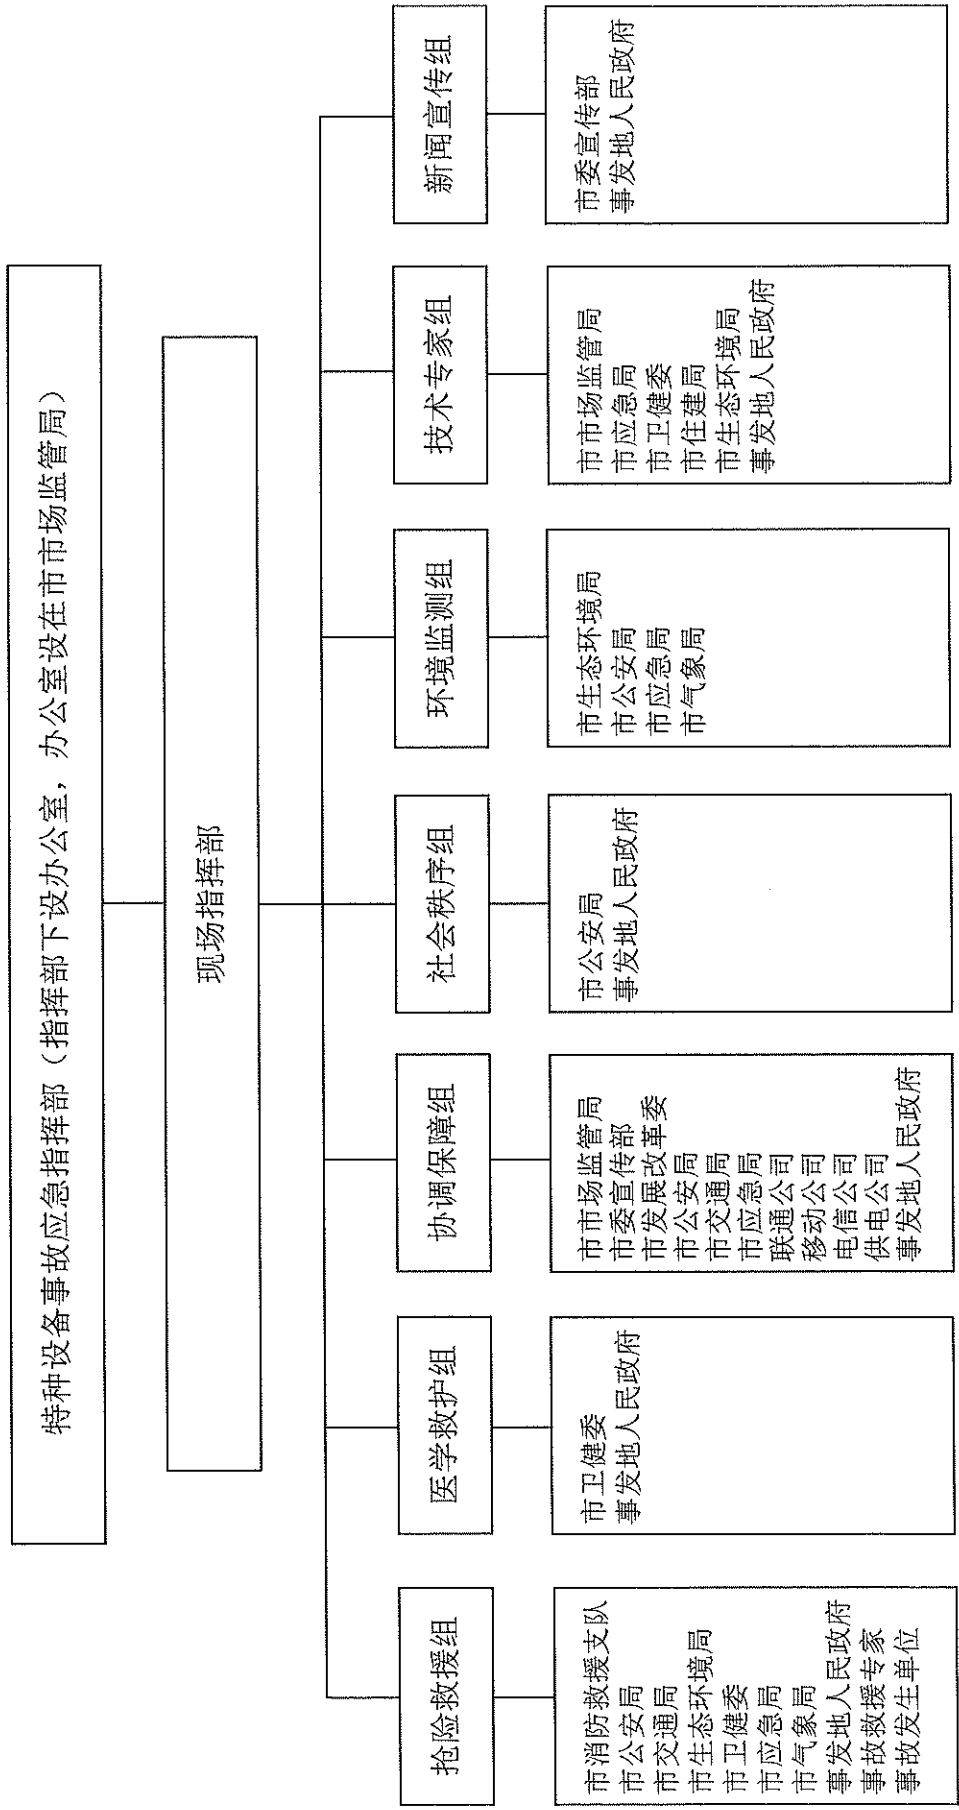 特种设备事故应急指挥部（指挥部下设办公室，办公室设在市市场监管局）
现场指挥部
抢险救援组
市消防救援支队
市公安局
市交通局
市生态环境局
市卫健委
市应急局
市气象局
事发地人民政府
事故救援专家
事故发生单位
医学救护组
市卫健委
事发地人民政府
协调保障组
市市场监管局
市委宣传部
市发展改革委
市公安局
市交通局
市应急局
联通公司
移动公司
电信公司
供电公司
事发地人民政府
社会秩序组
市公安局
事发地人民政府
环境监测组
市生态环境局
市公安局
市应急局
市气象局
技术专家组
市市场监管局
市应急局
市卫健委
市住建局
市生态环境局
事发地人民政府
新闻宣传组
市委宣传部
事发地人民政府